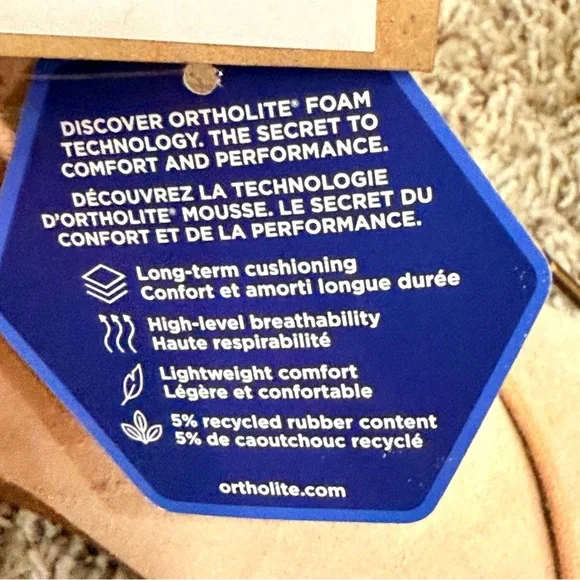 DISCOVER ORTHOLITE® FOAM
TECHNOLOGY. THE SECRET TO
COMFORT AND PERFORMANCE.
DÉCOUVREZ LA TECHNOLOGIE
D'ORTHOLITE® MOUSSE. LE SECRET DU
CONFORT ET DE LA PERFORMANCE.
Long-term cushioning
Confort et amorti longue durée
High-level breathability
Haute respirabilité
Lightweight comfort
Légère et confortable
5% recycled rubber content
5% de caoutchouc recyclé
ortholite.com